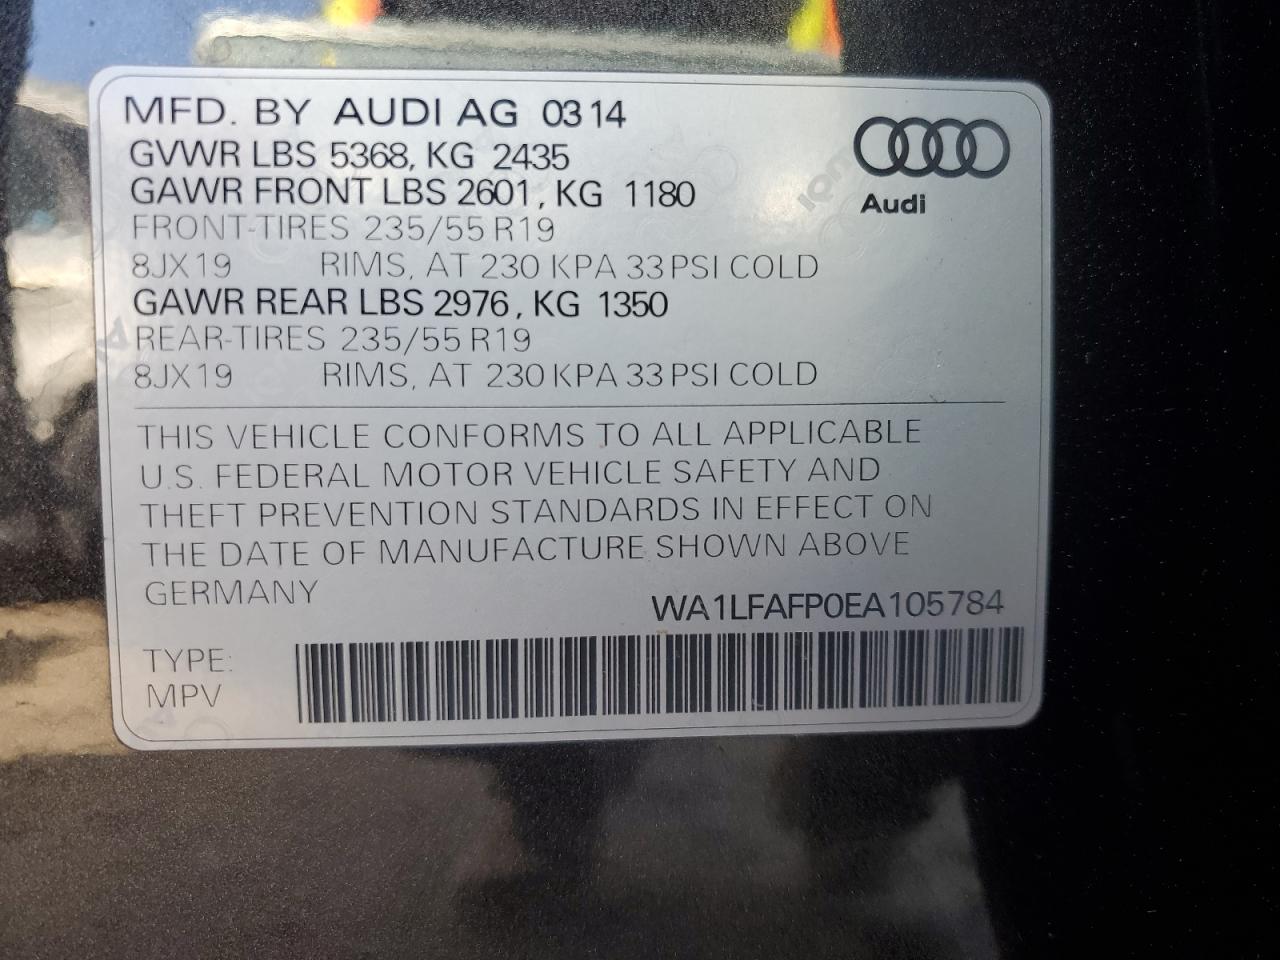 MFD. BY AUDI AG 03 14
GVWR LBS 5368, KG 2435
GAWR FRONT LBS 2601, KG 1180
FRONT-TIRES 235/55 R19
8JX19 RIMS, AT 230 KPA 33 PSI COLD
GAWR REAR LBS 2976, KG 1350
REAR-TIRES 235/55 R19
8JX19 RIMS, AT 230 KPA 33 PSI COLD
Audi
THIS VEHICLE CONFORMS TO ALL APPLICABLE
U.S. FEDERAL MOTOR VEHICLE SAFETY AND
THEFT PREVENTION STANDARDS IN EFFECT ON
THE DATE OF MANUFACTURE SHOWN ABOVE
GERMANY
WA1LFAFP0EA105784
TYPE:
MPV